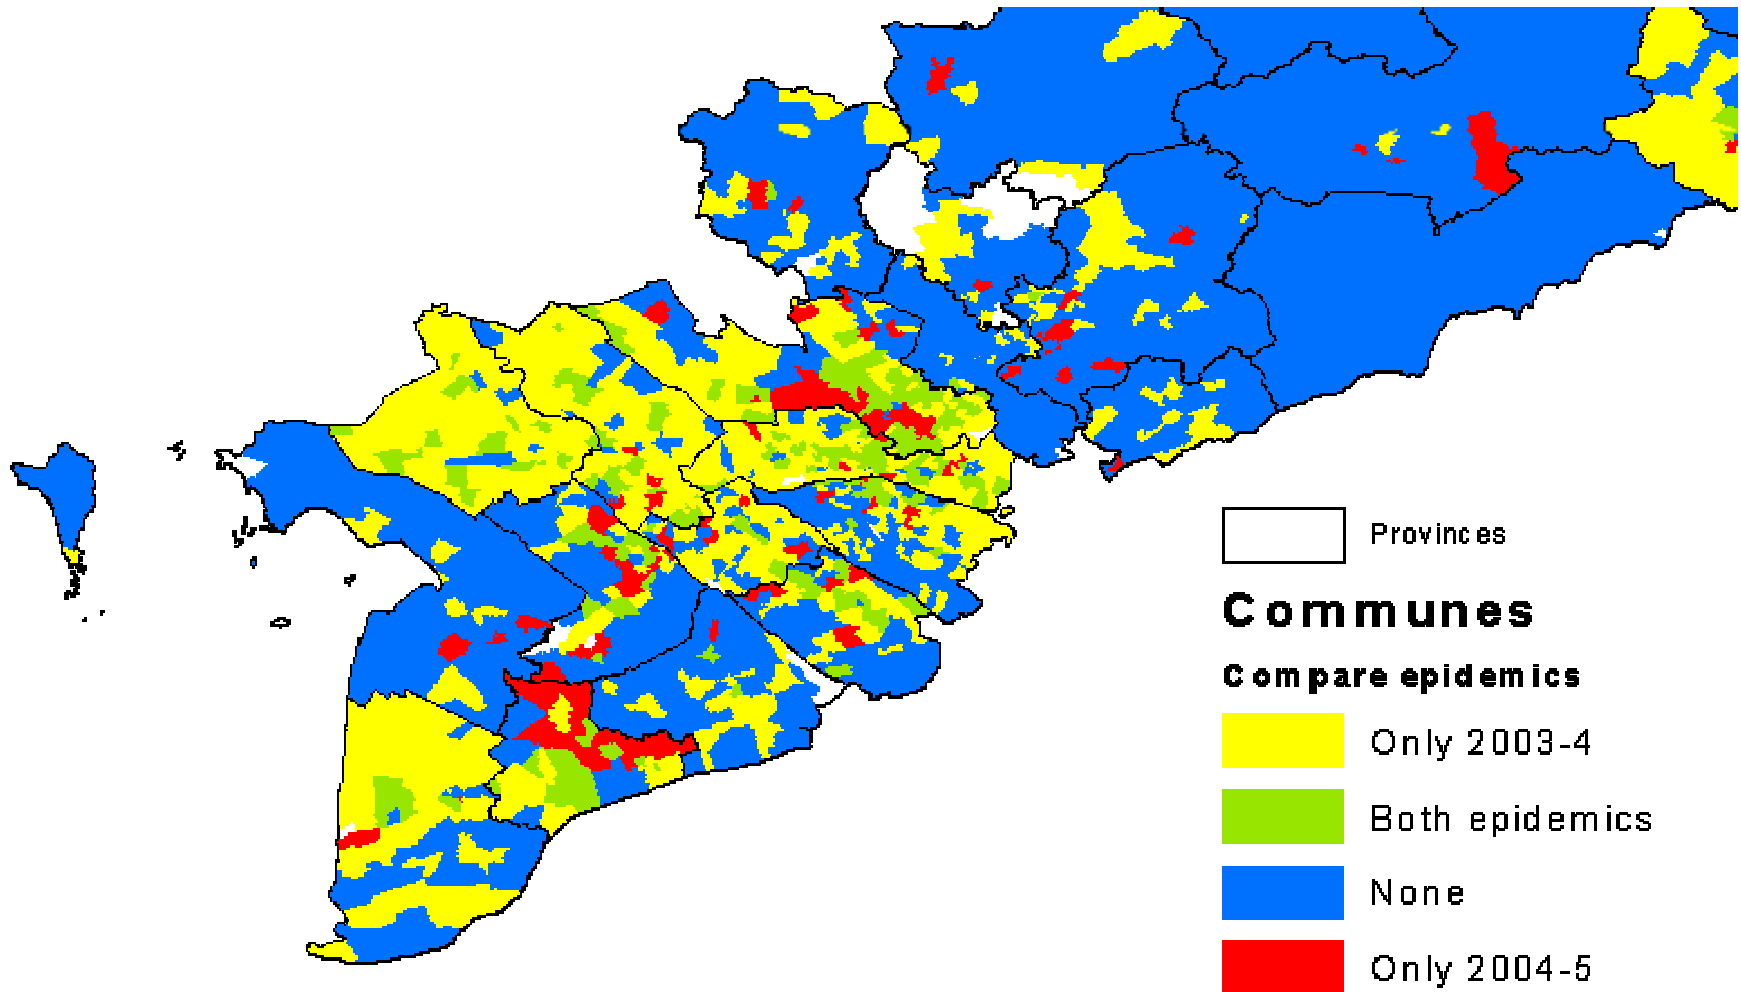 Provinces
Communes
Compare epidemics
Only 2003-4
Both epidemics
None
Only 2004-5